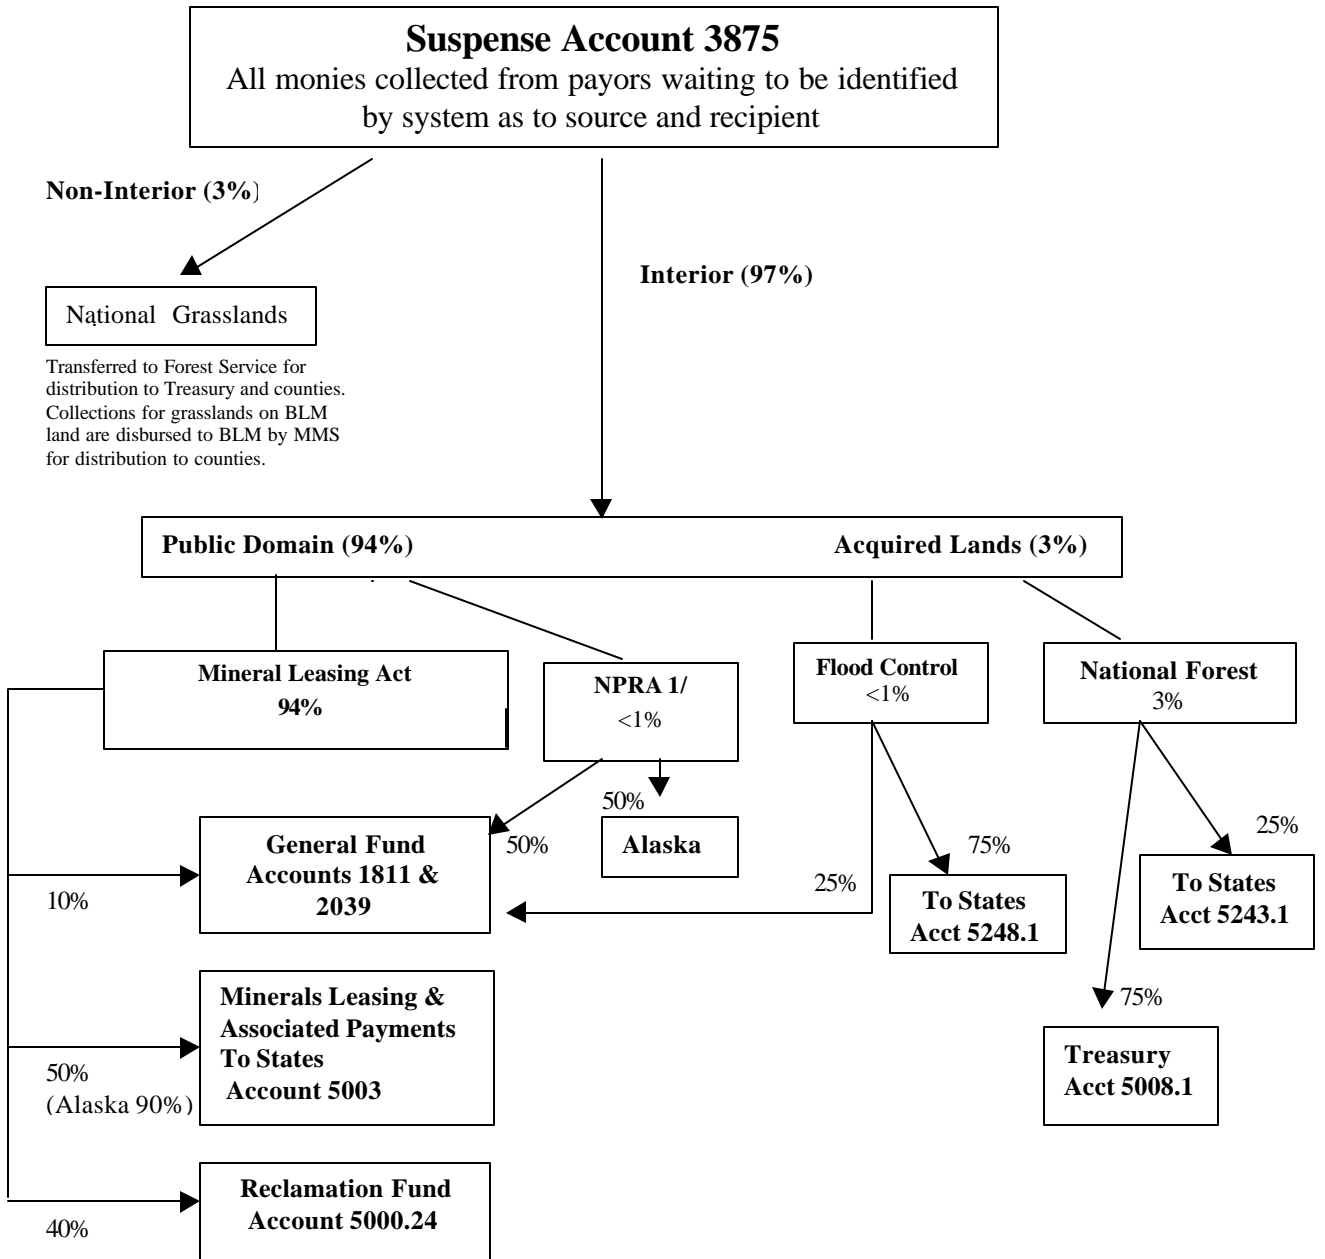 Suspense Account 3875
All monies collected from payors waiting to be identified
by system as to source and recipient
Non-Interior (3%)
Interior (97%)
National Grasslands
Transferred to Forest Service for
distribution to Treasury and counties.
Collections for grasslands on BLM
land are disbursed to BLM by MMS
for distribution to counties.
Public Domain (94%)
Acquired Lands (3%)
Mineral Leasing Act
94%
NPRA 1/
<1%
Flood Control
<1%
National Forest
3%
50%
50%
Alaska
General Fund
Accounts 1811 &
2039
10%
25%
75%
To States
Acct 5248.1
25%
To States
Acct 5243.1
75%
Treasury
Acct 5008.1
Minerals Leasing &
Associated Payments
To States
Account 5003
50%
(Alaska 90%)
Reclamation Fund
Account 5000.24
40%